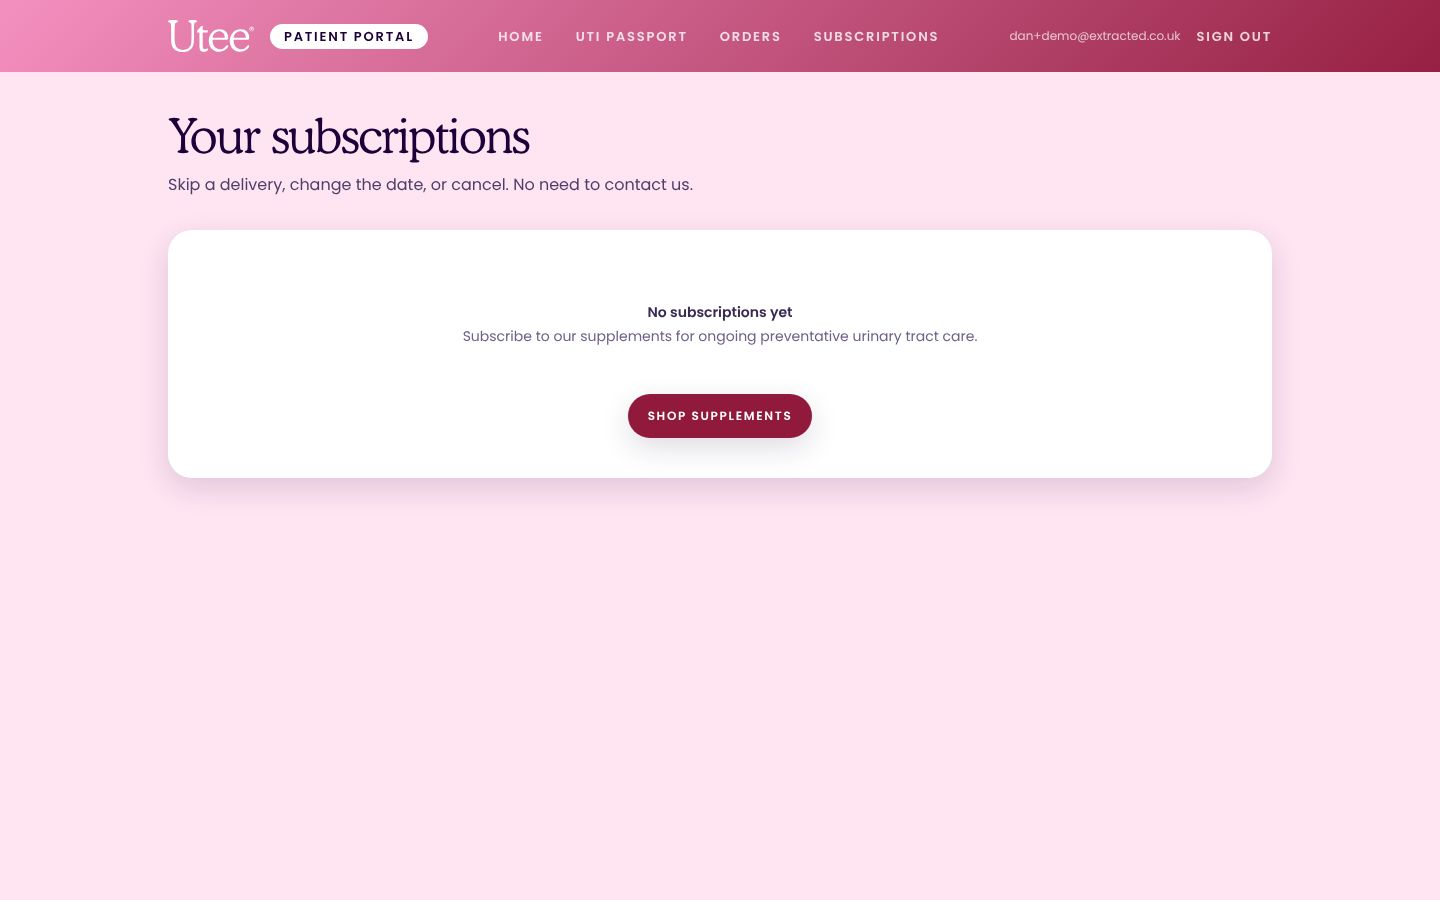 Utee® PATIENT PORTAL HOME UTI PASSPORT ORDERS SUBSCRIPTIONS dan+demo@extracted.co.uk SIGN OUT
Your subscriptions
Skip a delivery, change the date, or cancel. No need to contact us.
No subscriptions yet
Subscribe to our supplements for ongoing preventative urinary tract care.
SHOP SUPPLEMENTS